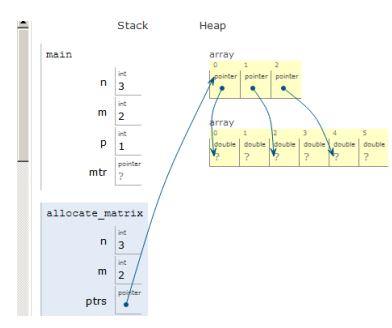 Stack Heap
main
array
0 1 2
pointer pointer pointer
int
n 3
int
m 2
int
p 1
array
0 1 2 3 4 5
double double double double double double
? ? ? ? ? ?
pointer
mtr ?
allocate_matrix
int
n 3
int
m 2
pointer
ptrs